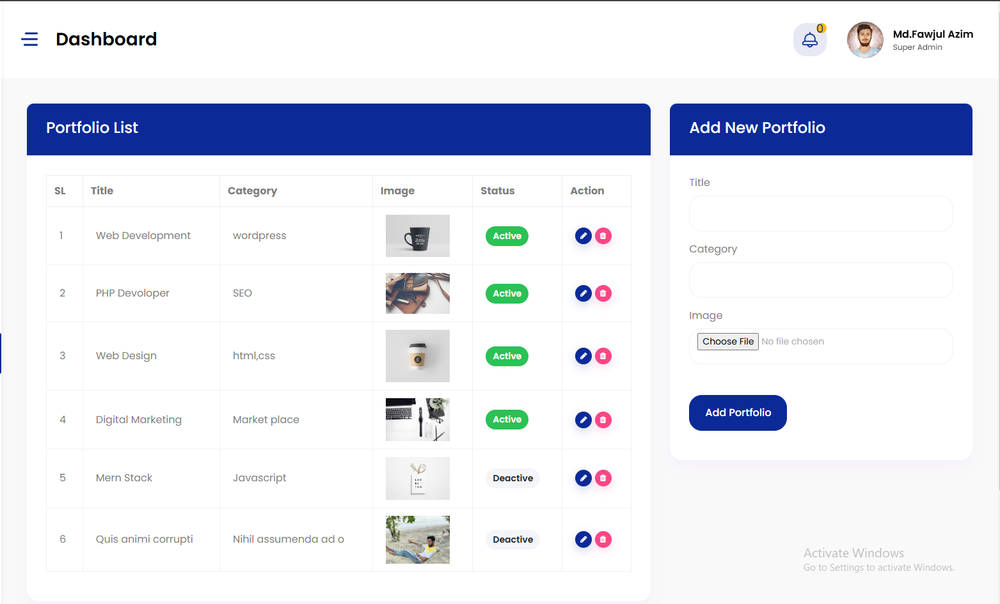 Dashboard
0
Md.Fawjul Azim
Super Admin
Portfolio List
SL Title Category Image Status Action
1 Web Development wordpress Active
2 PHP Devoloper SEO Active
3 Web Design html,css Active
4 Digital Marketing Market place Active
5 Mern Stack Javascript Deactive
6 Quis animi corrupti Nihil assumenda ad o Deactive
Add New Portfolio
Title
Category
Image
Choose File No file chosen
Add Portfolio
Activate Windows
Go to Settings to activate Windows.